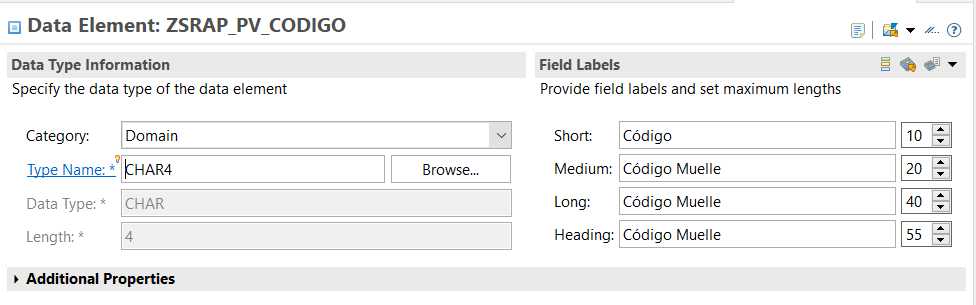 Data Element: ZSRAP_PV_CODIGO
Data Type Information
Specify the data type of the data element
Category: Domain
Type Name: * CHAR4 Browse...
Data Type: * CHAR
Length: * 4
Field Labels
Provide field labels and set maximum lengths
Short: Código 10
Medium: Código Muelle 20
Long: Código Muelle 40
Heading: Código Muelle 55
Additional Properties